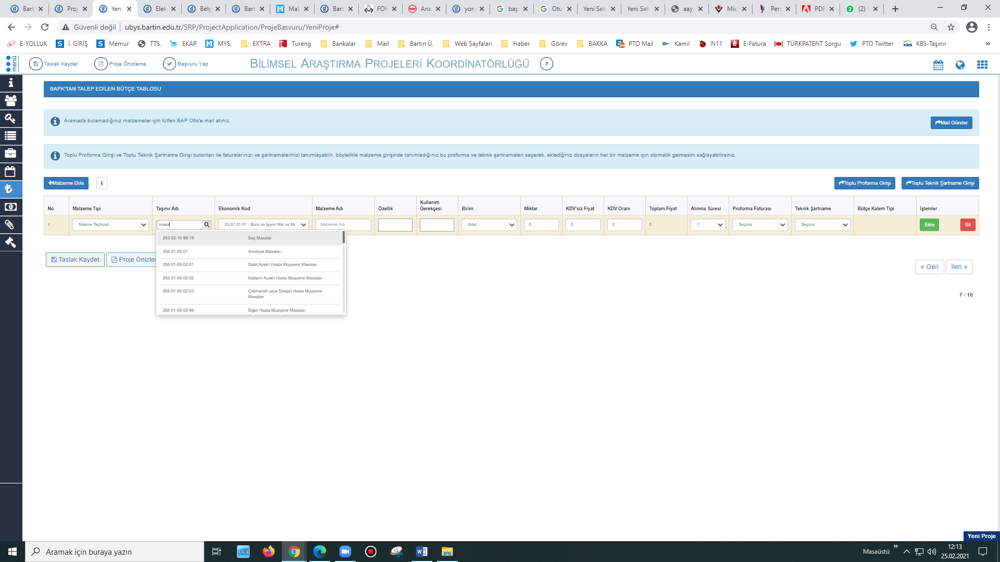 Bart
Proj
Yeni
Elek
Belg
Bart
Mal
Bart
FOR
Ana
yon
bap
Otu
Yeni Sek
Yeni Sek
aay
Mic
Pers
PDF
(2)
Güvenli değil
ubys.bartin.edu.tr/SRP/ProjectApplication/ProjeBasvuru/YeniProje#
E-YOLLUK
İ. GİRİŞ
Memur
TTS.
EKAP
MYS.
EXTRA
Tureng
Bankalar
Mail
Bartın Ü.
Web Sayfaları
Haber
Görev
BAKKA
PTO Mail
Kamil
N11
E-Fatura
TÜRKPATENT Sorgu
PTO Twitter
KBS-Taşınır
»
menü
Taslak Kaydet
Proje Önizleme
Başvuru Yap
BİLİMSEL ARAŞTIRMA PROJELERİ KOORDİNATÖRLÜĞÜ
?
BAPK'TAN TALEP EDİLEN BÜTÇE TABLOSU
Aramada bulamadığınız malzemeler için lütfen BAP Ofis'e mail atınız.
Mail Gönder
Toplu Proforma Girişi ve Toplu Teknik Şartname Girişi butonları ile faturalarınızı ve şartnamelerinizi tanımlayabilir, böylelikle malzeme girişinde tanımladığınız bu proforma ve teknik şartnameleri seçerek, eklediğiniz dosyaların her bir malzeme için otomatik gelmesini sağlayabilirsiniz.
+Malzeme Ekle
i
Toplu Proforma Girişi
Toplu Teknik Şartname Girişi
No
Malzeme Tipi
Taşınır Adı
Ekonomik Kod
Malzeme Adı
Özellik
Kullanım Gerekçesi
Birim
Miktar
KDV'siz Fiyat
KDV Oranı
Toplam Fiyat
Alınma Süresi
Proforma Faturası
Teknik Şartname
Bütçe Kalem Tipi
İşlemler
1
Makine Teçhizat
masa
03.07.01.01 - Büro ve İşyeri Mal ve Ma
Malzeme Adı
Adet
0
0
0
0
1
Seçiniz
Seçiniz
Ekle
Sil
253-02-10-99-18 Saç Masalar
255-01-05-01 Ameliyat Masaları
255-01-05-02-01 Sabit Ayaklı Hasta Muayene Masaları
255-01-05-02-02 Katlanır Ayaklı Hasta Muayene Masaları
255-01-05-02-03 Çekmeceli veya Dolaplı Hasta Muayene
Masaları
255-01-05-02-99 Diğer Hasta Muayene Masaları
Taslak Kaydet
Proje Önizler
« Geri
İleri »
7 / 10
Yeni Proje
Aramak için buraya yazın
Masaüstü
»
12:13
25.02.2021